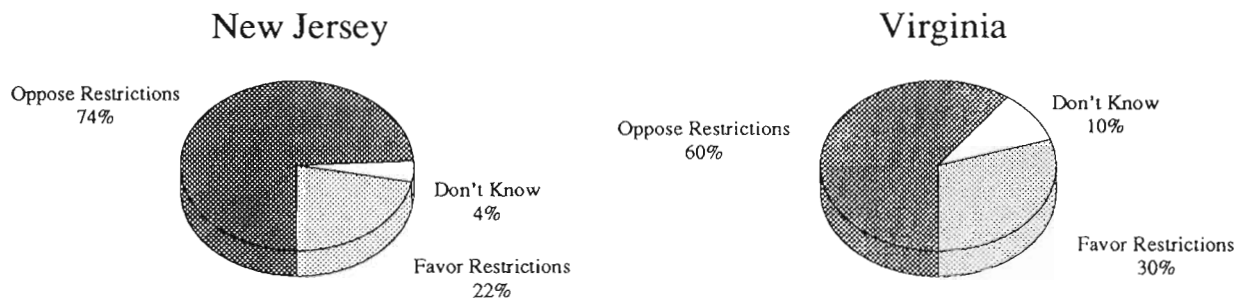 New Jersey
Oppose Restrictions
74%
Don't Know
4%
Favor Restrictions
22%
Virginia
Oppose Restrictions
60%
Don't Know
10%
Favor Restrictions
30%